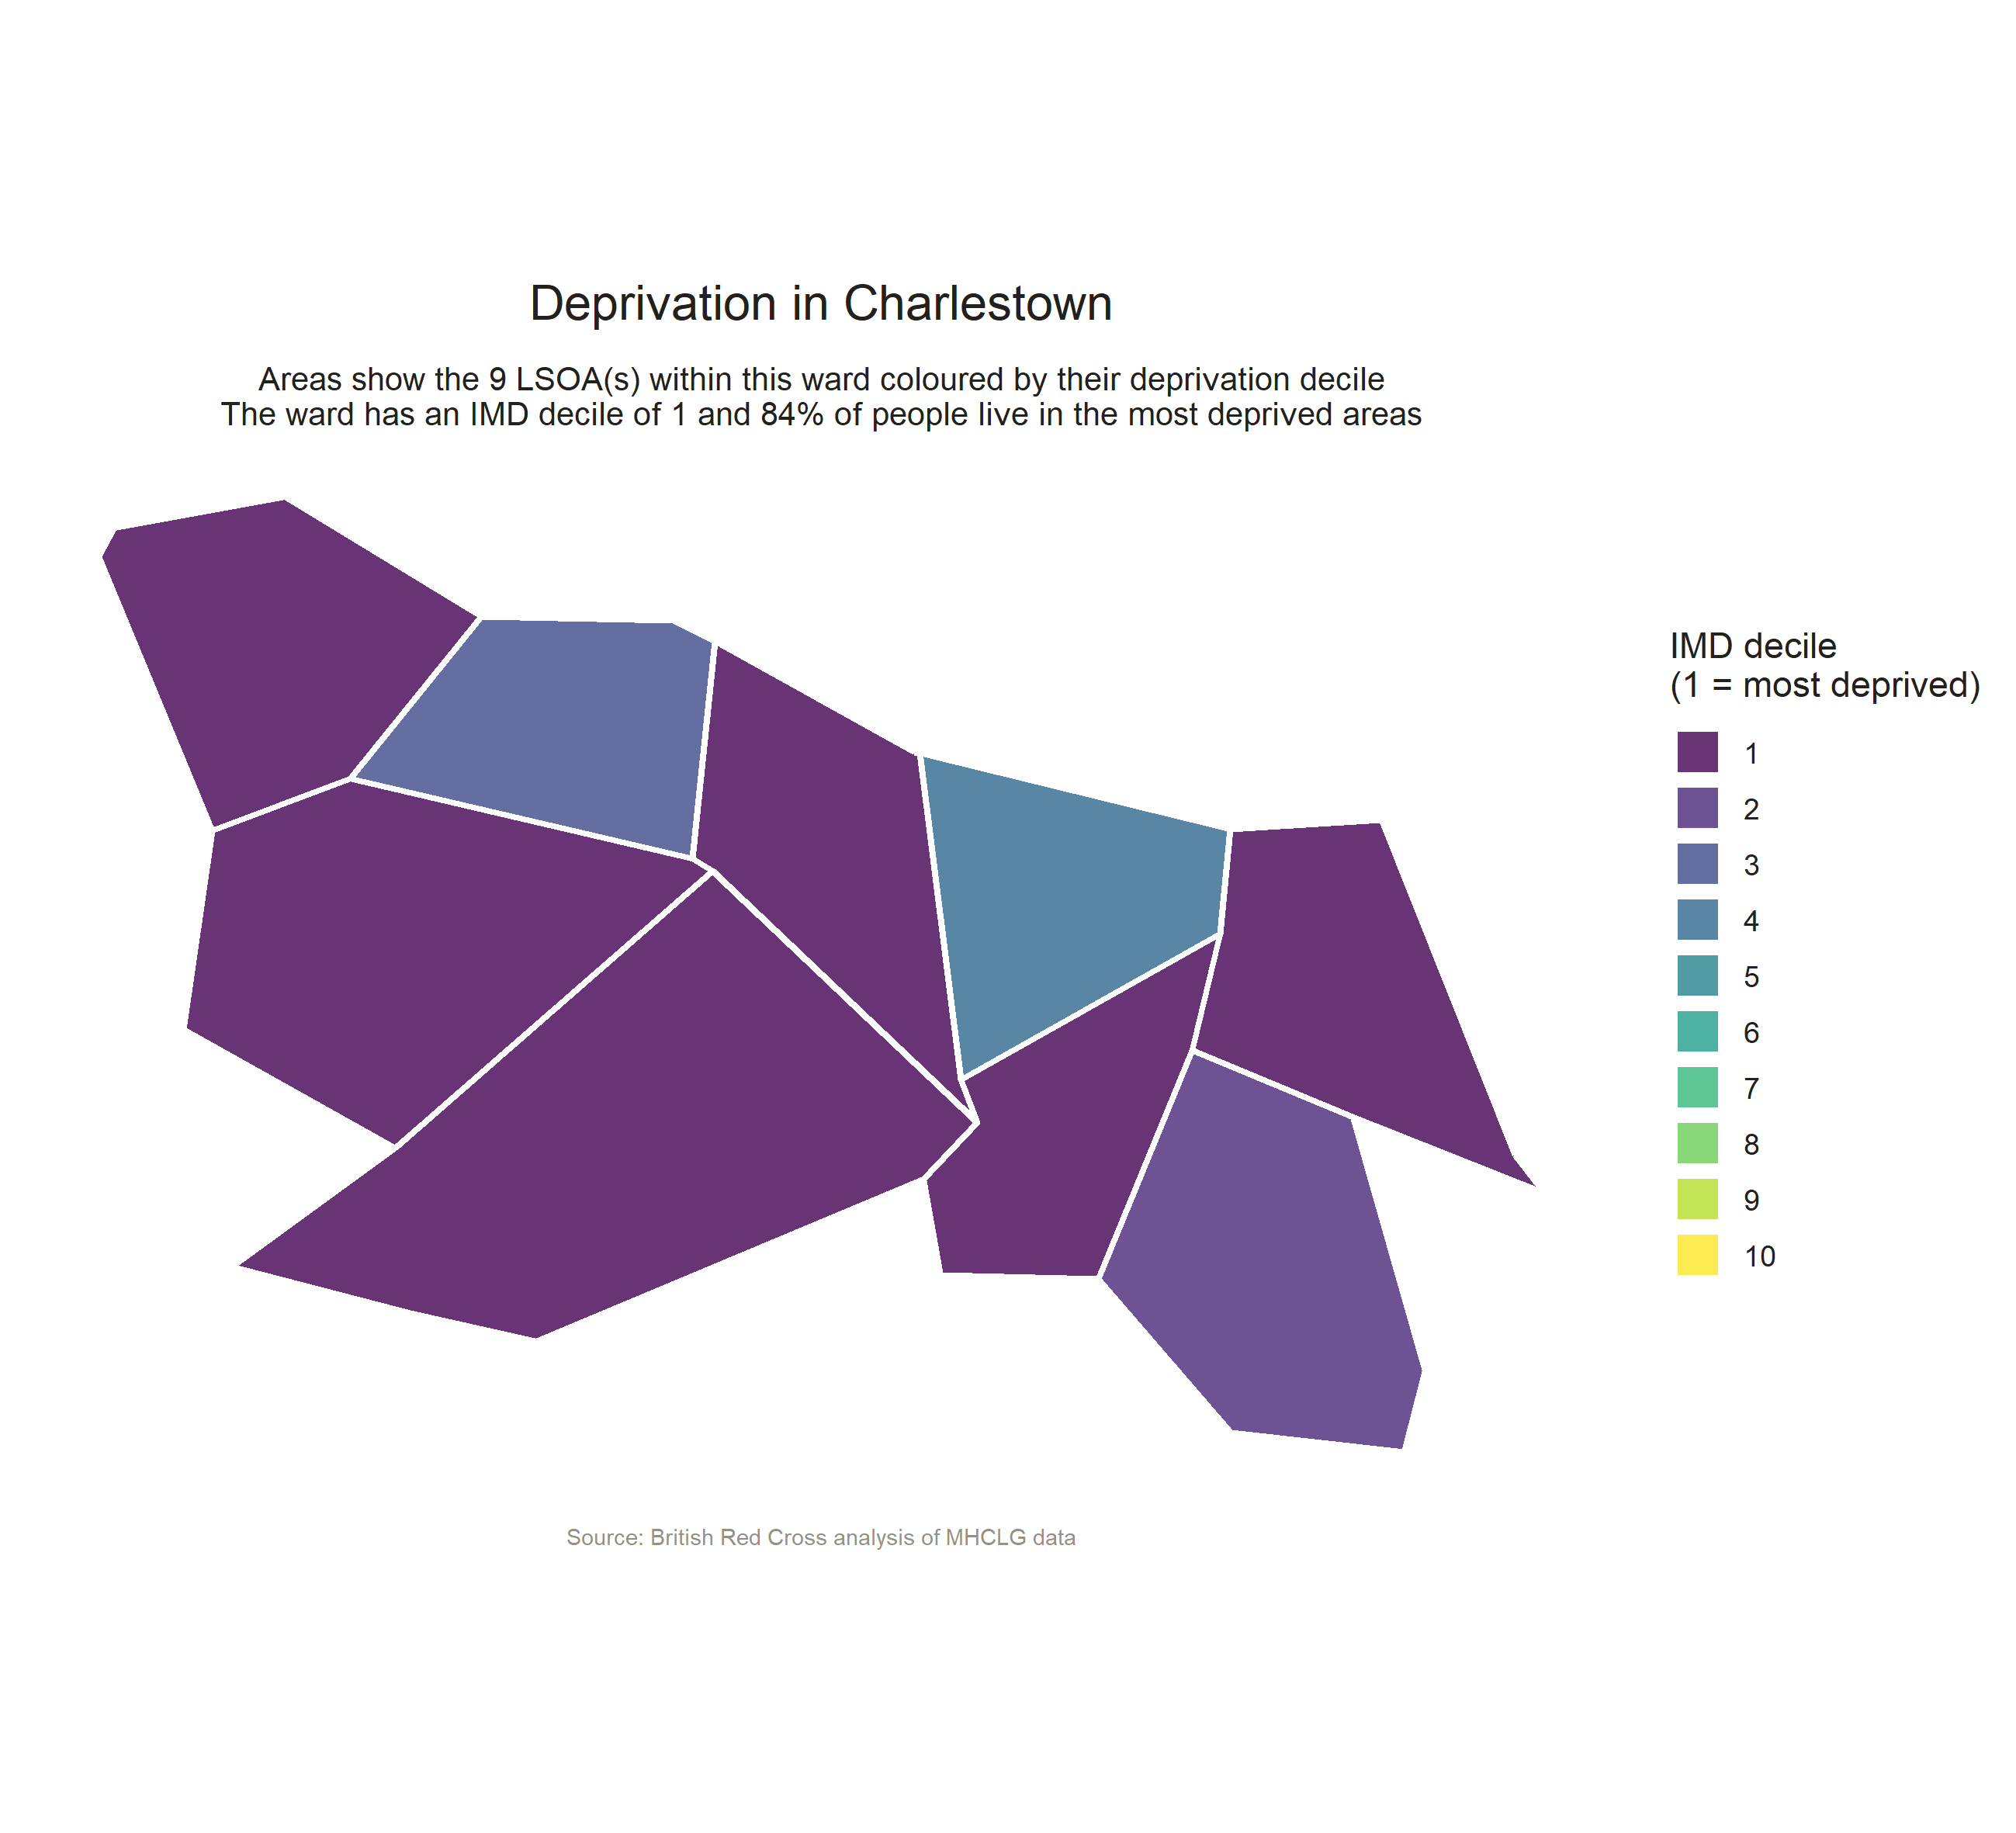 Deprivation in Charlestown
Areas show the 9 LSOA(s) within this ward coloured by their deprivation decile
The ward has an IMD decile of 1 and 84% of people live in the most deprived areas
IMD decile
(1 = most deprived)
1
2
3
4
5
6
7
8
9
10
Source: British Red Cross analysis of MHCLG data